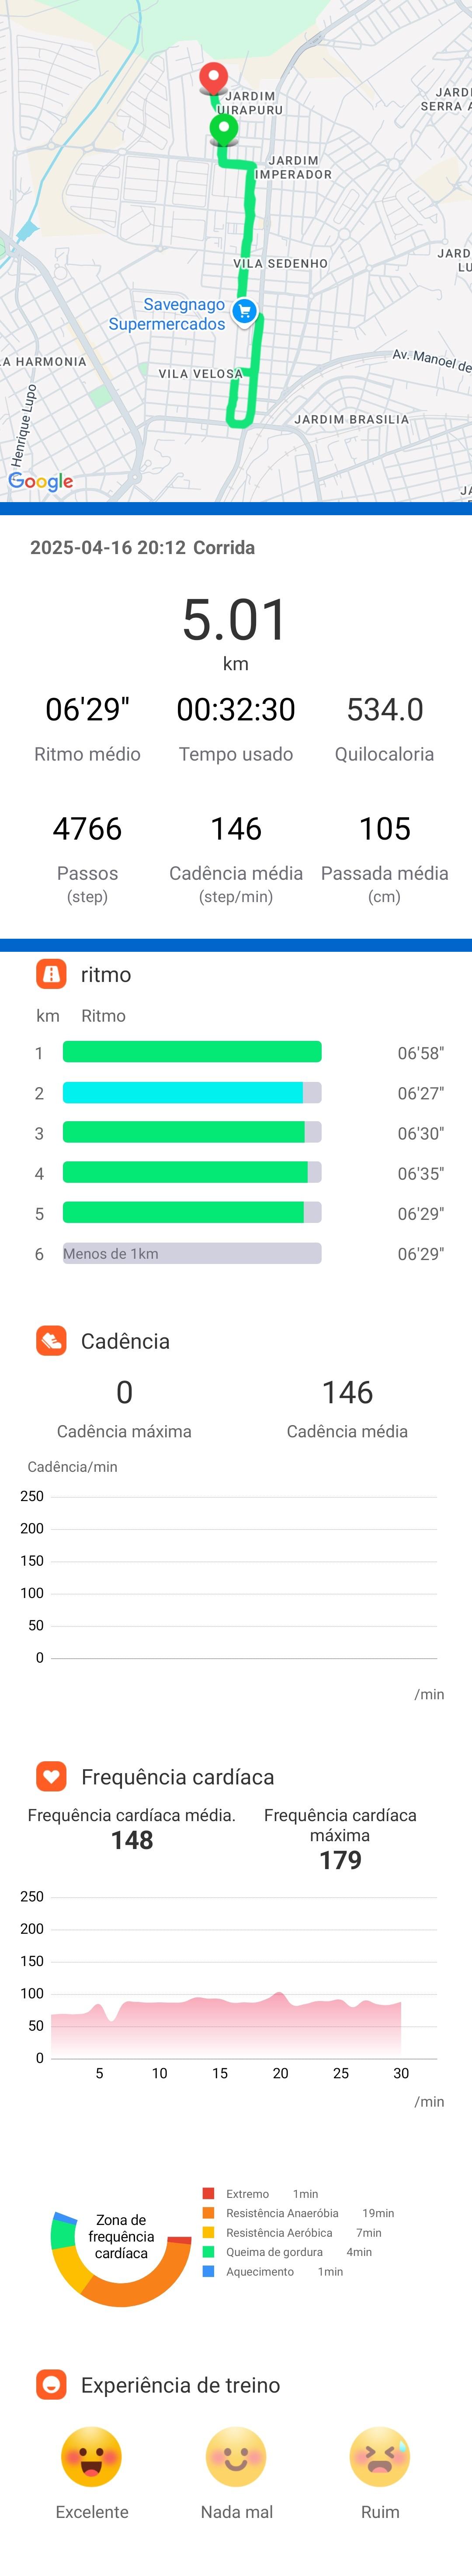 JARDIM
UIRAPURU
JARDI
SERRA A
JARDIM
IMPERADOR
VILA SEDENHO
JARD
LU
Savegnago
Supermercados
Av. Manoel de
LA HARMONIA
VILA VELOSA
Henrique Lupo
JARDIM BRASILIA
Google
JA
2025-04-16 20:12 Corrida
5.01
km
06'29" 00:32:30 534.0
Ritmo médio Tempo usado Quilocaloria
4766 146 105
Passos Cadência média Passada média
(step) (step/min) (cm)
ritmo
km Ritmo
1 06'58"
2 06'27"
3 06'30"
4 06'35"
5 06'29"
6 Menos de 1km 06'29"
Cadência
0 146
Cadência máxima Cadência média
Cadência/min
250
200
150
100
50
0
/min
Frequência cardíaca
Frequência cardíaca média. Frequência cardíaca
máxima
148
179
250
200
150
100
50
0
5 10 15 20 25 30
/min
Zona de
frequência
cardíaca
Extremo 1min
Resistência Anaeróbia 19min
Resistência Aeróbica 7min
Queima de gordura 4min
Aquecimento 1min
Experiência de treino
Excelente Nada mal Ruim